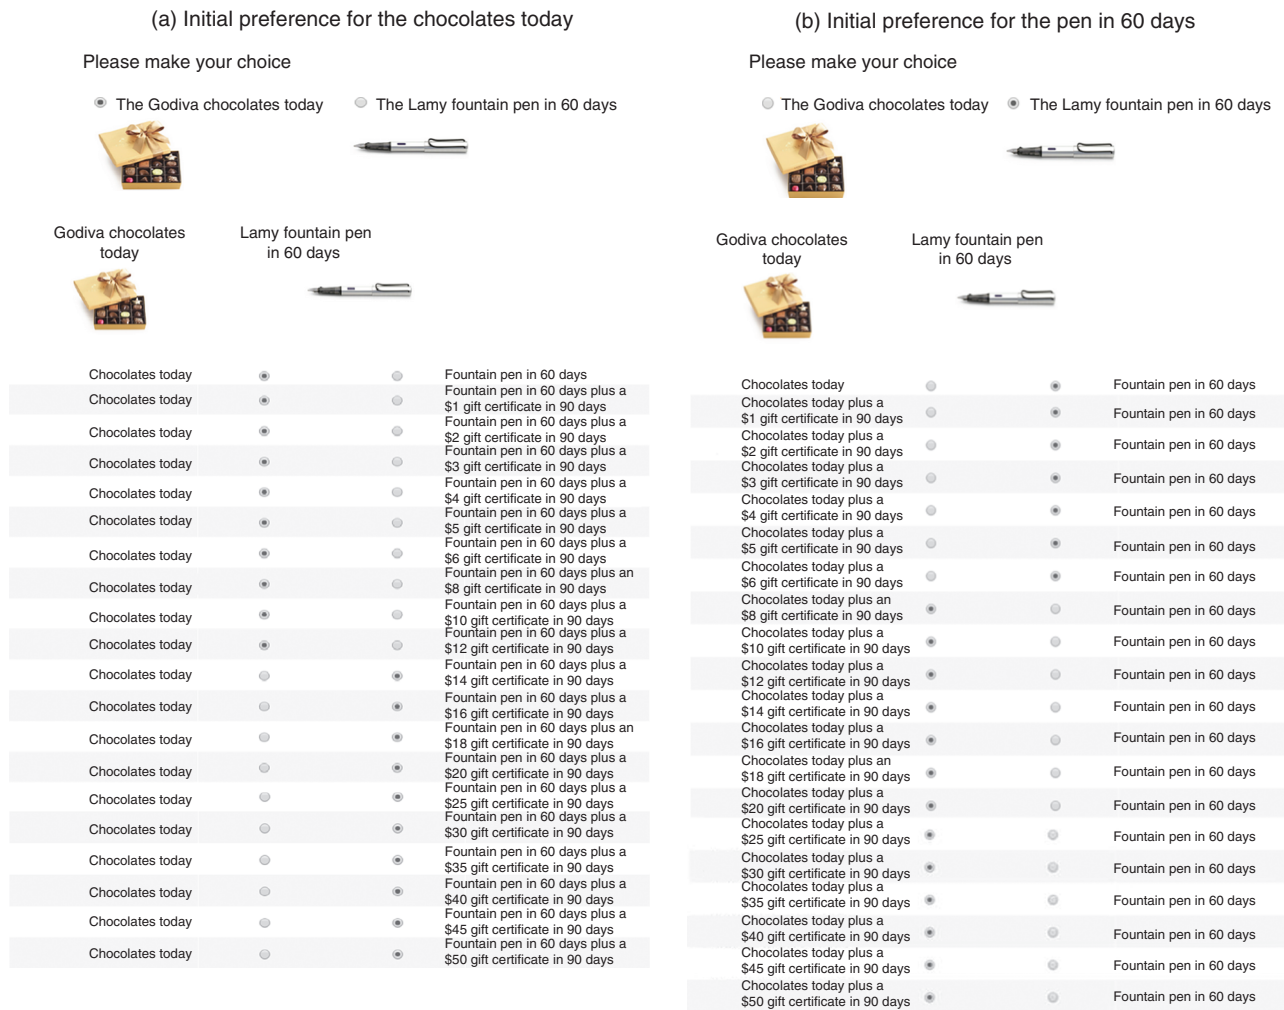 (a) Initial preference for the chocolates today
Please make your choice
The Godiva chocolates today
The Lamy fountain pen in 60 days
Godiva chocolates
today
Lamy fountain pen
in 60 days
Chocolates today
Fountain pen in 60 days
Chocolates today
Fountain pen in 60 days plus a
$1 gift certificate in 90 days
Chocolates today
Fountain pen in 60 days plus a
$2 gift certificate in 90 days
Chocolates today
Fountain pen in 60 days plus a
$3 gift certificate in 90 days
Chocolates today
Fountain pen in 60 days plus a
$4 gift certificate in 90 days
Chocolates today
Fountain pen in 60 days plus a
$5 gift certificate in 90 days
Chocolates today
Fountain pen in 60 days plus a
$6 gift certificate in 90 days
Chocolates today
Fountain pen in 60 days plus an
$8 gift certificate in 90 days
Chocolates today
Fountain pen in 60 days plus a
$10 gift certificate in 90 days
Chocolates today
Fountain pen in 60 days plus a
$12 gift certificate in 90 days
Chocolates today
Fountain pen in 60 days plus a
$14 gift certificate in 90 days
Chocolates today
Fountain pen in 60 days plus a
$16 gift certificate in 90 days
Chocolates today
Fountain pen in 60 days plus an
$18 gift certificate in 90 days
Chocolates today
Fountain pen in 60 days plus a
$20 gift certificate in 90 days
Chocolates today
Fountain pen in 60 days plus a
$25 gift certificate in 90 days
Chocolates today
Fountain pen in 60 days plus a
$30 gift certificate in 90 days
Chocolates today
Fountain pen in 60 days plus a
$35 gift certificate in 90 days
Chocolates today
Fountain pen in 60 days plus a
$40 gift certificate in 90 days
Chocolates today
Fountain pen in 60 days plus a
$45 gift certificate in 90 days
Chocolates today
Fountain pen in 60 days plus a
$50 gift certificate in 90 days
(b) Initial preference for the pen in 60 days
Please make your choice
The Godiva chocolates today
The Lamy fountain pen in 60 days
Godiva chocolates
today
Lamy fountain pen
in 60 days
Chocolates today
Fountain pen in 60 days
Chocolates today plus a
$1 gift certificate in 90 days
Fountain pen in 60 days
Chocolates today plus a
$2 gift certificate in 90 days
Fountain pen in 60 days
Chocolates today plus a
$3 gift certificate in 90 days
Fountain pen in 60 days
Chocolates today plus a
$4 gift certificate in 90 days
Fountain pen in 60 days
Chocolates today plus a
$5 gift certificate in 90 days
Fountain pen in 60 days
Chocolates today plus a
$6 gift certificate in 90 days
Fountain pen in 60 days
Chocolates today plus an
$8 gift certificate in 90 days
Fountain pen in 60 days
Chocolates today plus a
$10 gift certificate in 90 days
Fountain pen in 60 days
Chocolates today plus a
$12 gift certificate in 90 days
Fountain pen in 60 days
Chocolates today plus a
$14 gift certificate in 90 days
Fountain pen in 60 days
Chocolates today plus a
$16 gift certificate in 90 days
Fountain pen in 60 days
Chocolates today plus an
$18 gift certificate in 90 days
Fountain pen in 60 days
Chocolates today plus a
$20 gift certificate in 90 days
Fountain pen in 60 days
Chocolates today plus a
$25 gift certificate in 90 days
Fountain pen in 60 days
Chocolates today plus a
$30 gift certificate in 90 days
Fountain pen in 60 days
Chocolates today plus a
$35 gift certificate in 90 days
Fountain pen in 60 days
Chocolates today plus a
$40 gift certificate in 90 days
Fountain pen in 60 days
Chocolates today plus a
$45 gift certificate in 90 days
Fountain pen in 60 days
Chocolates today plus a
$50 gift certificate in 90 days
Fountain pen in 60 days